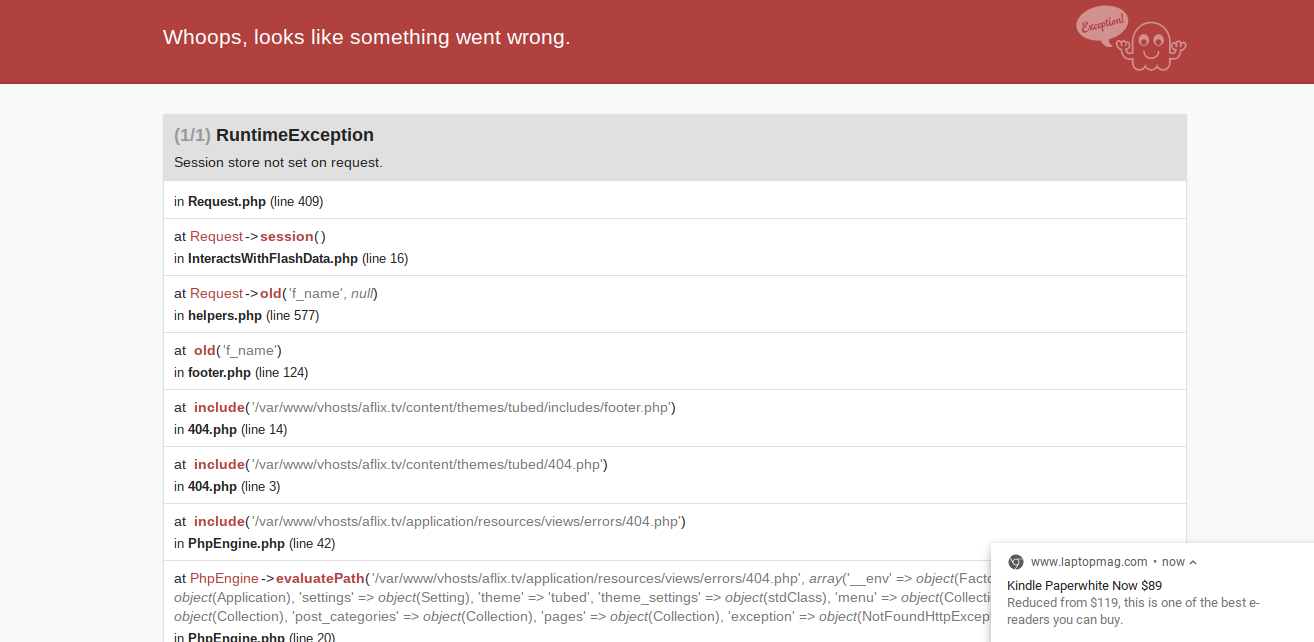 Whoops, looks like something went wrong.
Exception!
(1/1) RuntimeException
Session store not set on request.
in Request.php (line 409)
at Request->session()
in InteractsWithFlashData.php (line 16)
at Request->old('f_name', null)
in helpers.php (line 577)
at old('f_name')
in footer.php (line 124)
at include('/var/www/vhosts/aflix.tv/content/themes/tubed/includes/footer.php')
in 404.php (line 14)
at include('/var/www/vhosts/aflix.tv/content/themes/tubed/404.php')
in 404.php (line 3)
at include('/var/www/vhosts/aflix.tv/application/resources/views/errors/404.php')
in PhpEngine.php (line 42)
at PhpEngine->evaluatePath('/var/www/vhosts/aflix.tv/application/resources/views/errors/404.php', array('__env' => object(Facto
object(Application), 'settings' => object(Setting), 'theme' => 'tubed', 'theme_settings' => object(stdClass), 'menu' => object(Collecti
object(Collection), 'post_categories' => object(Collection), 'pages' => object(Collection), 'exception' => object(NotFoundHttpExcep
in PhpEngine.php (line 20)
www.laptopmag.com • now
Kindle Paperwhite Now $89
Reduced from $119, this is one of the best e-
readers you can buy.